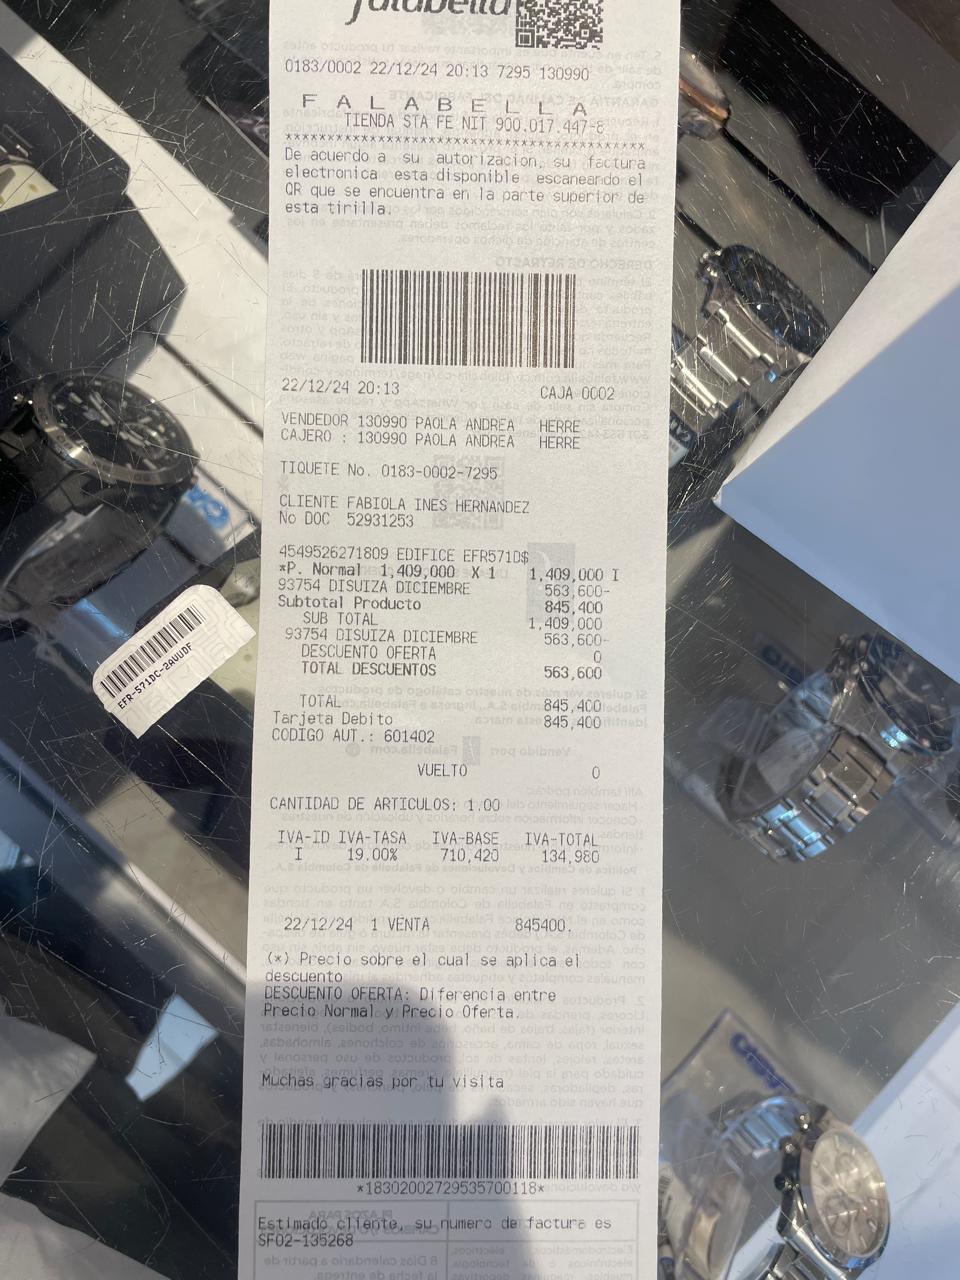 falabella
0183/0002 22/12/24 20:13 7295 130990
F A L A B E L L A
TIENDA STA FE NIT 900.017.447-8
********************************************
De acuerdo a su autorizacion, su factura
electronica esta disponible escaneando el
QR que se encuentra en la parte superior de
esta tirilla.
22/12/24 20:13 CAJA 0002
VENDEDOR 130990 PAOLA ANDREA HERRE
CAJERO : 130990 PAOLA ANDREA HERRE
TIQUETE No. 0183-0002-7295
CLIENTE FABIOLA INES HERNANDEZ
No DOC 52931253
4549526271809 EDIFICE EFR571D$
*P. Normal 1,409,000 X 1 1,409,000 I
93754 DISUIZA DICIEMBRE 563,600-
Subtotal Producto 845,400
SUB TOTAL 1,409,000
93754 DISUIZA DICIEMBRE 563,600-
DESCUENTO OFERTA 0
TOTAL DESCUENTOS 563,600
TOTAL 845,400
Tarjeta Debito 845,400
CODIGO AUT.: 601402
VUELTO 0
CANTIDAD DE ARTICULOS: 1.00
IVA-ID IVA-TASA IVA-BASE IVA-TOTAL
I 19.00% 710,420 134,980
22/12/24 1 VENTA 845400.
(*) Precio sobre el cual se aplica el
descuento
DESCUENTO OFERTA: Diferencia entre
Precio Normal y Precio Oferta.
Muchas gracias por tu visita
*18302002729535700118*
Estimado cliente, su numero de factura es
SF02-135268
EFR-571DC-2AVUDF